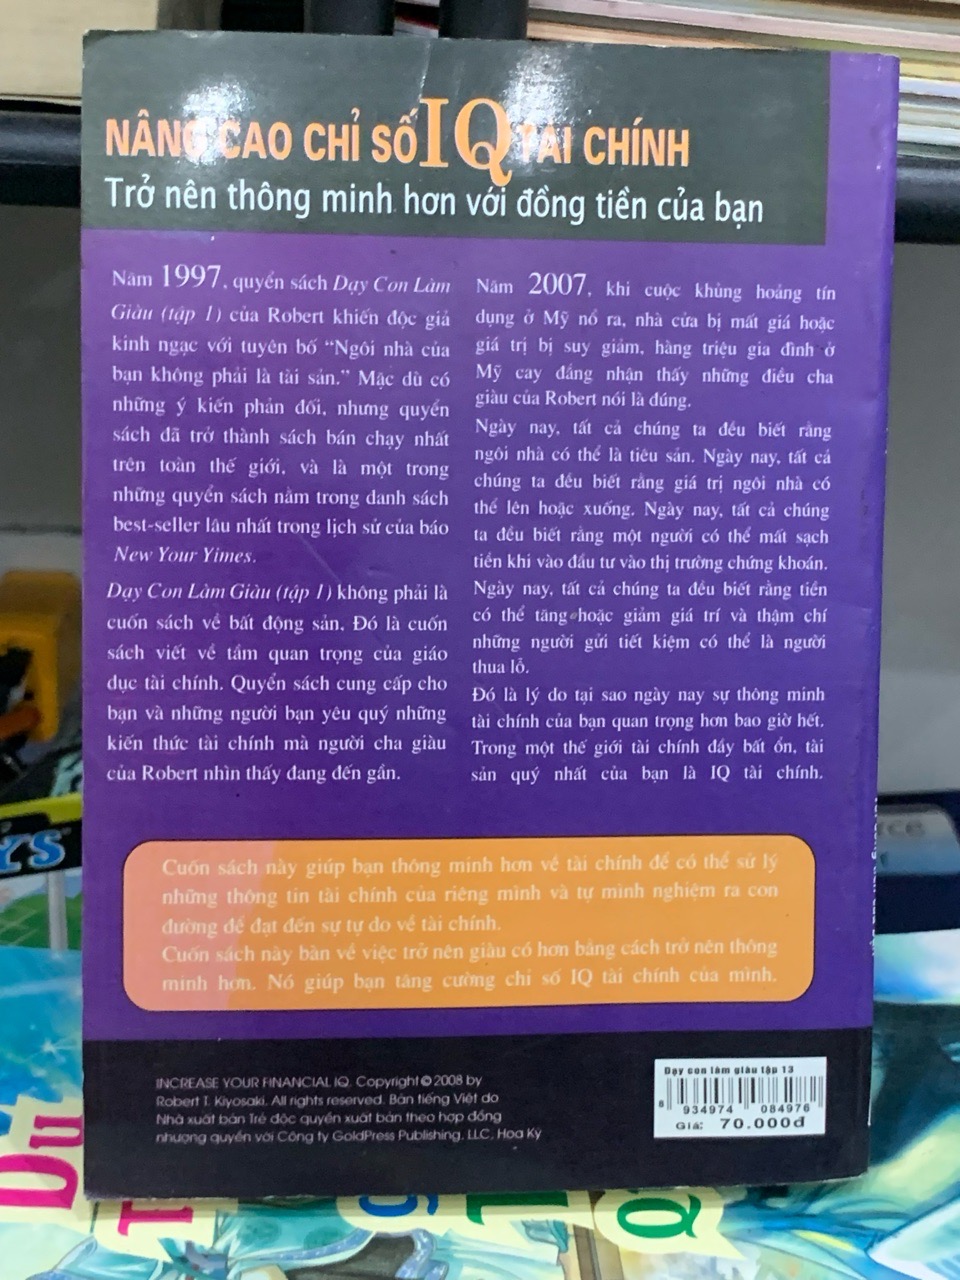 NÂNG CAO CHỈ SỐ IQ TÀI CHÍNH
Trở nên thông minh hơn với đồng tiền của bạn
Năm 1997, quyển sách Dạy Con Làm
Giàu (tập 1) của Robert khiến độc giả
kinh ngạc với tuyên bố “Ngôi nhà của
bạn không phải là tài sản.” Mặc dù có
những ý kiến phản đối, nhưng quyển
sách đã trở thành sách bán chạy nhất
trên toàn thế giới, và là một trong
những quyển sách nằm trong danh sách
best-seller lâu nhất trong lịch sử của báo
New Your Yimes.
Dạy Con Làm Giàu (tập 1) không phải là
cuốn sách về bất động sản. Đó là cuốn
sách viết về tầm quan trọng của giáo
dục tài chính. Quyển sách cung cấp cho
bạn và những người bạn yêu quý những
kiến thức tài chính mà người cha giàu
của Robert nhìn thấy đang đến gần.
Năm 2007, khi cuộc khủng hoảng tín
dụng ở Mỹ nổ ra, nhà cửa bị mất giá hoặc
giá trị bị suy giảm, hàng triệu gia đình ở
Mỹ cay đắng nhận thấy những điều cha
giàu của Robert nói là đúng.
Ngày nay, tất cả chúng ta đều biết rằng
ngôi nhà có thể là tiêu sản. Ngày nay, tất cả
chúng ta đều biết rằng giá trị ngôi nhà có
thể lên hoặc xuống. Ngày nay, tất cả chúng
ta đều biết rằng một người có thể mất sạch
tiền khi vào đầu tư vào thị trường chứng khoán.
Ngày nay, tất cả chúng ta đều biết rằng tiền
có thể tăng hoặc giảm giá trí và thậm chí
những người gửi tiết kiệm có thể là người
thua lỗ.
Đó là lý do tại sao ngày nay sự thông minh
tài chính của bạn quan trọng hơn bao giờ hết.
Trong một thế giới tài chính đầy bất ổn, tài
sản quý nhất của bạn là IQ tài chính.
Cuốn sách này giúp bạn thông minh hơn về tài chính để có thể sử lý
những thông tin tài chính của riêng mình và tự mình nghiệm ra con
đường để đạt đến sự tự do về tài chính.
Cuốn sách này bàn về việc trở nên giàu có hơn bằng cách trở nên thông
minh hơn. Nó giúp bạn tăng cường chỉ số IQ tài chính của mình.
INCREASE YOUR FINANCIAL IQ. Copyright © 2008 by
Robert T. Kiyosaki. All rights reserved. Bản tiếng Việt do
Nhà xuất bản Trẻ độc quyền xuất bản theo hợp đồng
nhượng quyền với Công ty GoldPress Publishing, LLC, Hoa Kỳ
Dạy con làm giàu tập 13
8 934974 084976
Giá: 70.000đ
YS
Du
T
Q